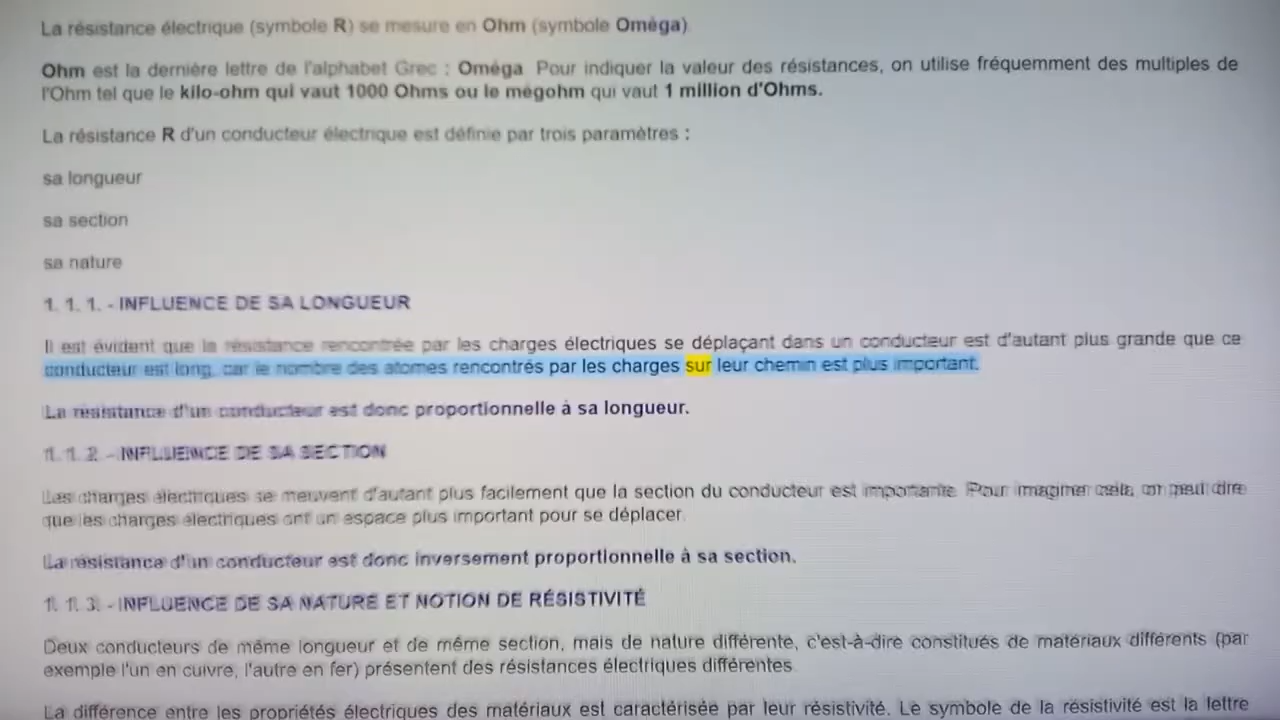 La résistance électrique (symbole R) se mesure en Ohm (symbole Oméga).
Ohm est la dernière lettre de l'alphabet Grec : Oméga. Pour indiquer la valeur des résistances, on utilise fréquemment des multiples de
l'Ohm tel que le kilo-ohm qui vaut 1000 Ohms ou le mégohm qui vaut 1 million d'Ohms.
La résistance R d'un conducteur électrique est définie par trois paramètres :
sa longueur
sa section
sa nature
1. 1. 1. - INFLUENCE DE SA LONGUEUR
Il est évident que la résistance rencontrée par les charges électriques se déplaçant dans un conducteur est d'autant plus grande que ce
conducteur est long, car le nombre des atomes rencontrés par les charges sur leur chemin est plus important.
La résistance d'un conducteur est donc proportionnelle à sa longueur.
1. 1. 2. - INFLUENCE DE SA SECTION
Les charges électriques se meuvent d'autant plus facilement que la section du conducteur est importante. Pour imaginer cela, on peut dire
que les charges électriques ont un espace plus important pour se déplacer.
La résistance d'un conducteur est donc inversement proportionnelle à sa section.
1. 1. 3. - INFLUENCE DE SA NATURE ET NOTION DE RÉSISTIVITÉ
Deux conducteurs de même longueur et de même section, mais de nature différente, c'est-à-dire constitués de matériaux différents (par
exemple l'un en cuivre, l'autre en fer) présentent des résistances électriques différentes.
La différence entre les propriétés électriques des matériaux est caractérisée par leur résistivité. Le symbole de la résistivité est la lettre